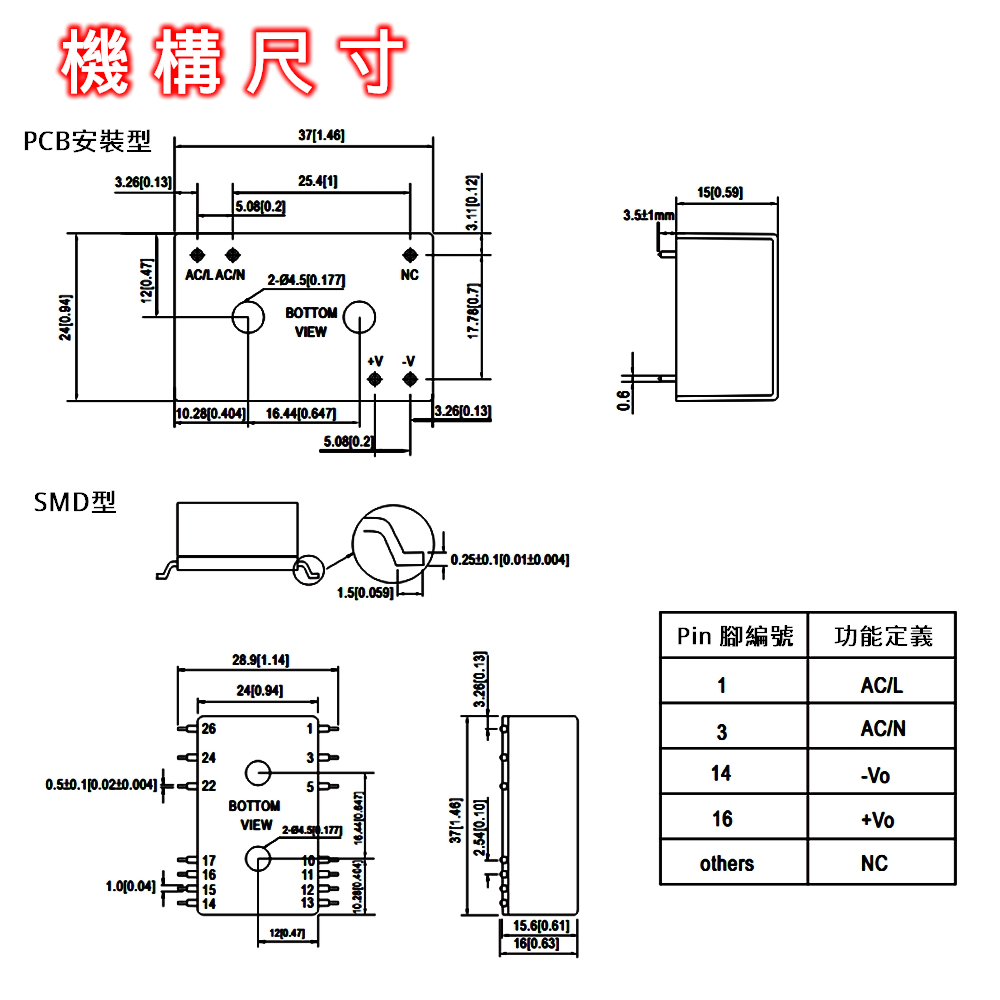 機構尺寸
PCB安裝型
37[1.46]
3.26[0.13]
25.4[1]
5.08[0.2]
3.11[0.12]
AC/L AC/N
NC
12[0.47]
24[0.94]
2-Ø4.5[0.177]
BOTTOM
VIEW
17.78[0.7]
+V -V
10.28[0.404]
16.44[0.647]
3.26[0.13]
5.08[0.2]
15[0.59]
3.5±1mm
0.6
SMD型
0.25±0.1[0.01±0.004]
1.5[0.059]
28.9[1.14]
24[0.94]
26 1
24 3
22 5
0.5±0.1[0.02±0.004]
BOTTOM
VIEW
2-Ø4.5[0.177]
16.44[0.647]
17 10
16 11
15 12
14 13
1.0[0.04]
10.28[0.404]
12[0.47]
3.26[0.13]
37[1.46]
2.54[0.10]
15.6[0.61]
16[0.63]
Pin 腳編號 功能定義
1 AC/L
3 AC/N
14 -Vo
16 +Vo
others NC